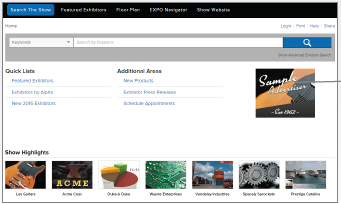 Search The Show Featured Exhibitors Floor Plan EXPO Navigator Show Website
Home Login Print Help Share
Keywords Search by keyword
Show Advanced Exhibitor Search
Quick Lists Additional Areas
Featured Exhibitors New Products
Exhibitors by Alpha Exhibitor Press Releases
New 2015 Exhibitors Schedule Appointments
Sample
Advertiser
Since 1962
Show Highlights
ACME
Les Guitars Acme Corp Duke & Duke Wayne Enterprises Vandelay Industries Spacely Sprockets Prestige Catering